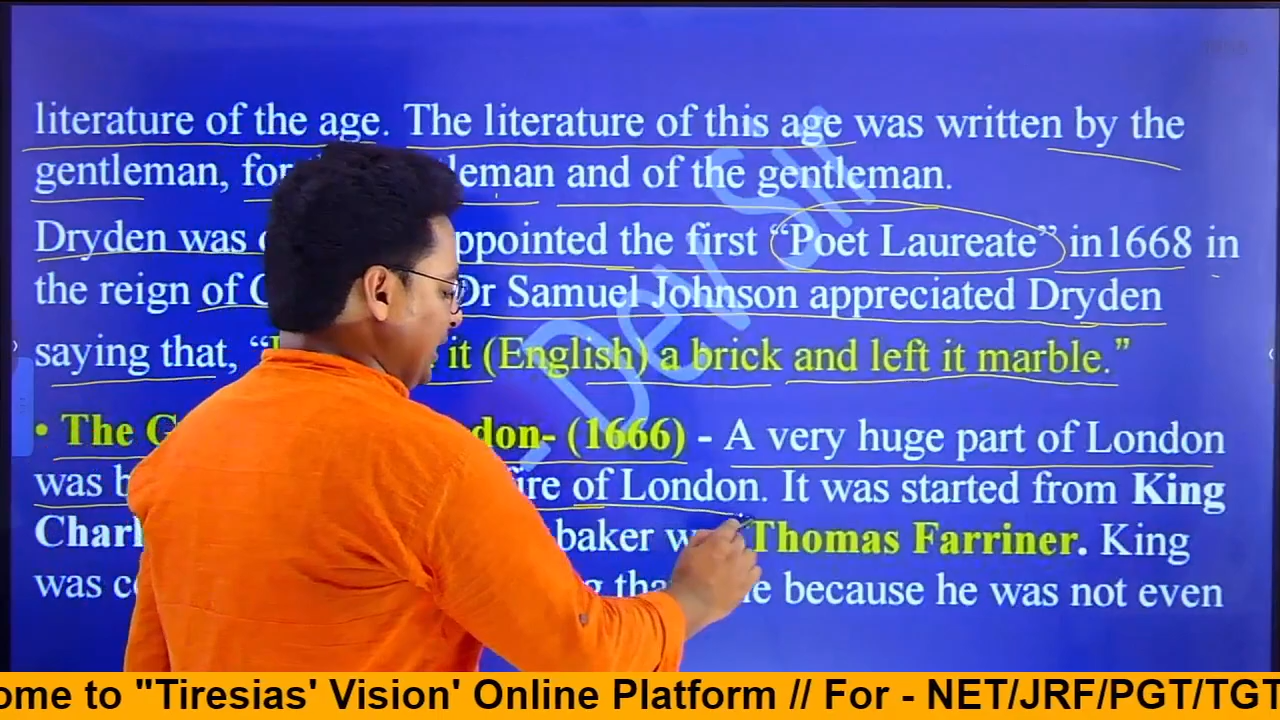 literature of the age. The literature of this age was written by the
gentleman, for and of the gentleman.
Dryden was the first “Poet Laureate” in1668 in
the reign of Dr Samuel Johnson appreciated Dryden
saying that, “ it (English) a brick and left it marble.”
• The (1666) - A very huge part of London
was fire of London. It was started from King
baker Thomas Farriner. King
was because he was not even
- Dev Sir
to "Tiresias' Vision' Online Platform // For - NET/JRF/PGT/TGT